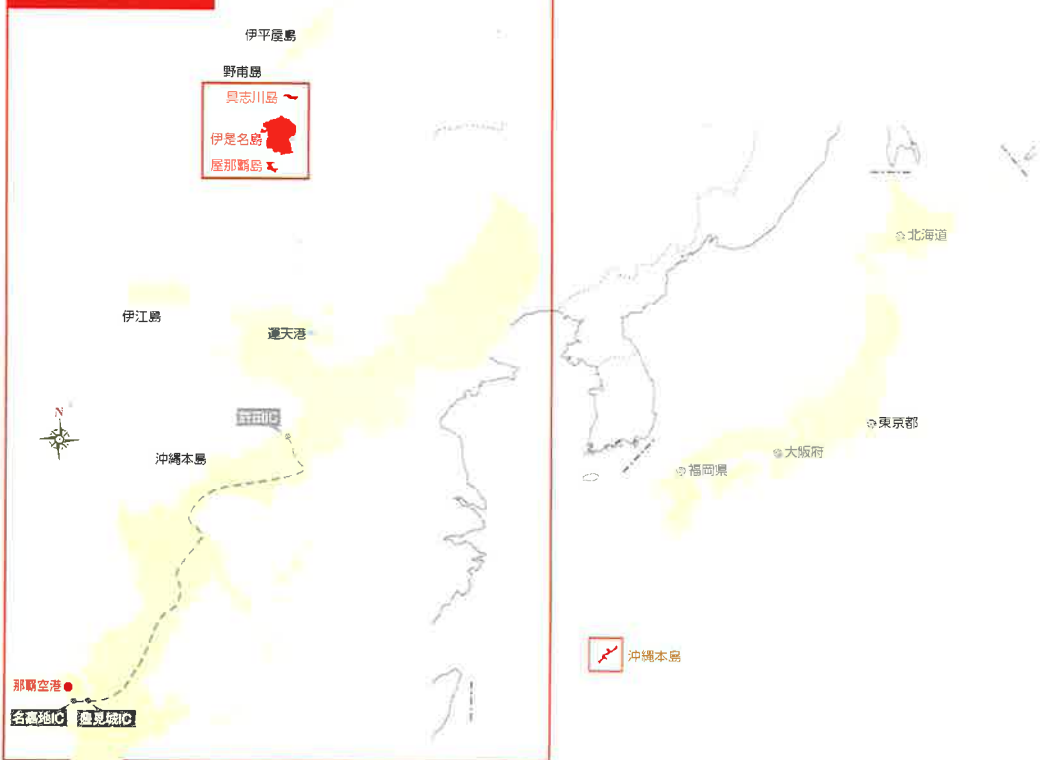 伊平屋島
野甫島
具志川島
伊是名島
屋那覇島
伊江島
運天港
許田IC
N
沖縄本島
那覇空港
名嘉地IC
豊見城IC
北海道
東京都
大阪府
福岡県
沖縄本島